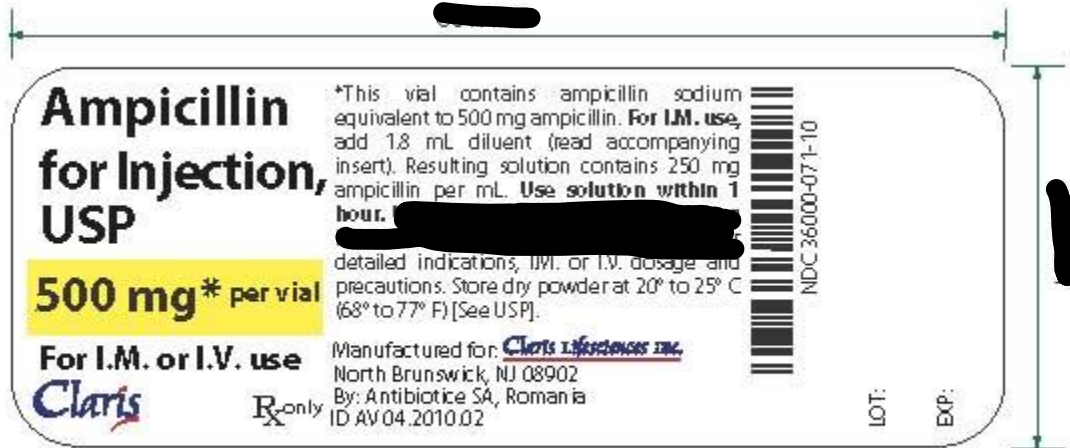 Ampicillin
for Injection,
USP
500 mg* per vial
For I.M. or I.V. use
Claris
Rx only
*This vial contains ampicillin sodium
equivalent to 500 mg ampicillin. For I.M. use,
add 1.8 mL diluent (read accompanying
insert). Resulting solution contains 250 mg
ampicillin per mL. Use solution within 1
hour.
detailed indications, I.M. or I.V. dosage and
precautions. Store dry powder at 20° to 25° C
(68° to 77° F) [See USP].
Manufactured for: Claris Lifesciences Inc.
North Brunswick, NJ 08902
By: Antibiotice SA, Romania
ID AV 04.2010.02
NDC 36000-071-10
LOT:
EXP: